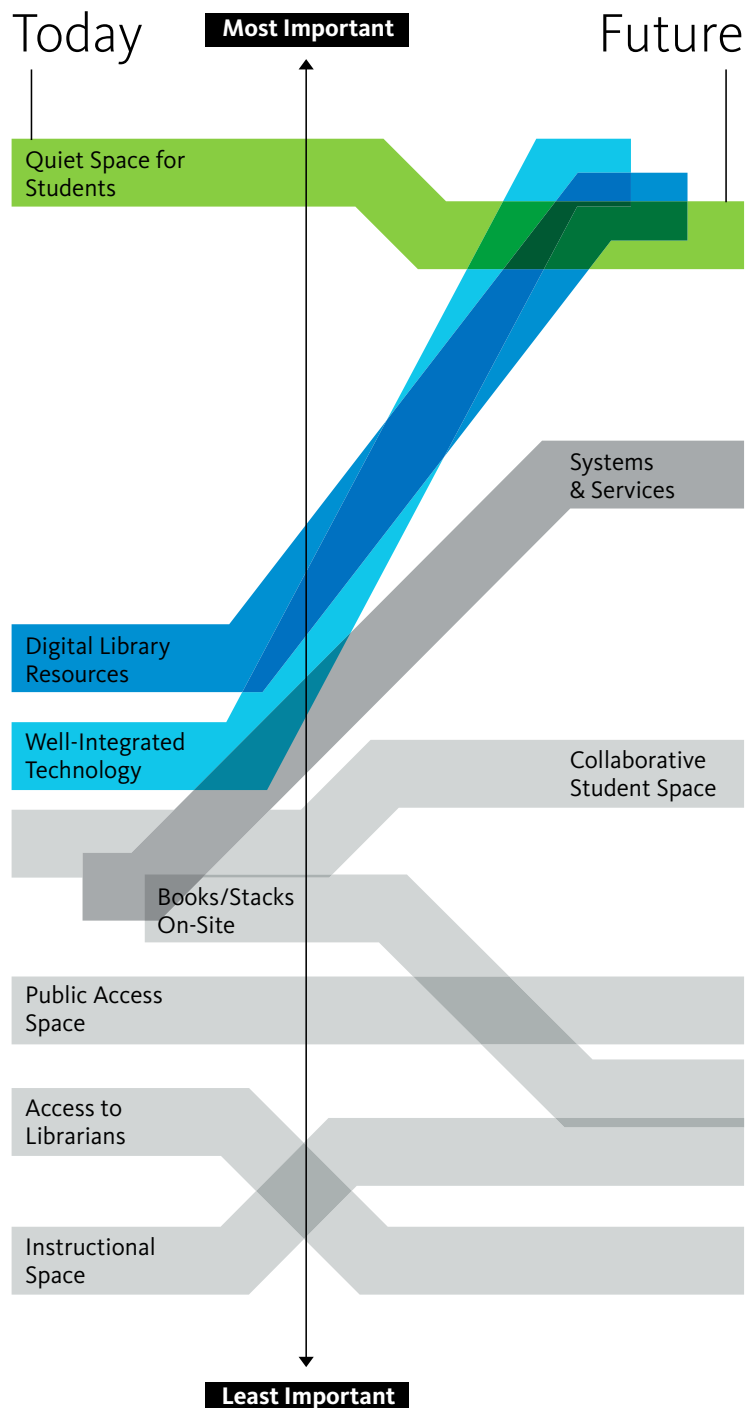 Today
Most Important
Future
Quiet Space for
Students
Systems
& Services
Digital Library
Resources
Well-Integrated
Technology
Collaborative
Student Space
Books/Stacks
On-Site
Public Access
Space
Access to
Librarians
Instructional
Space
Least Important